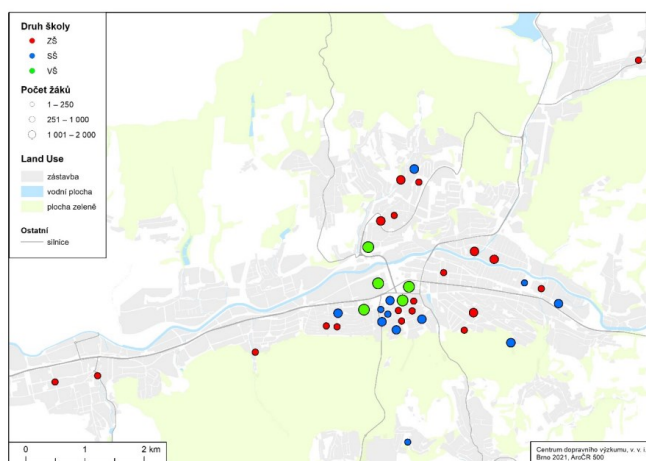 Druh školy
ZŠ
SŠ
VŠ
Počet žáků
1 – 250
251 – 1 000
1 001 – 2 000
Land Use
zástavba
vodní plocha
plocha zeleně
Ostatní
silnice
0 1 2 km
Centrum dopravního výzkumu, v. v. i.
Brno 2021, ArcČR 500